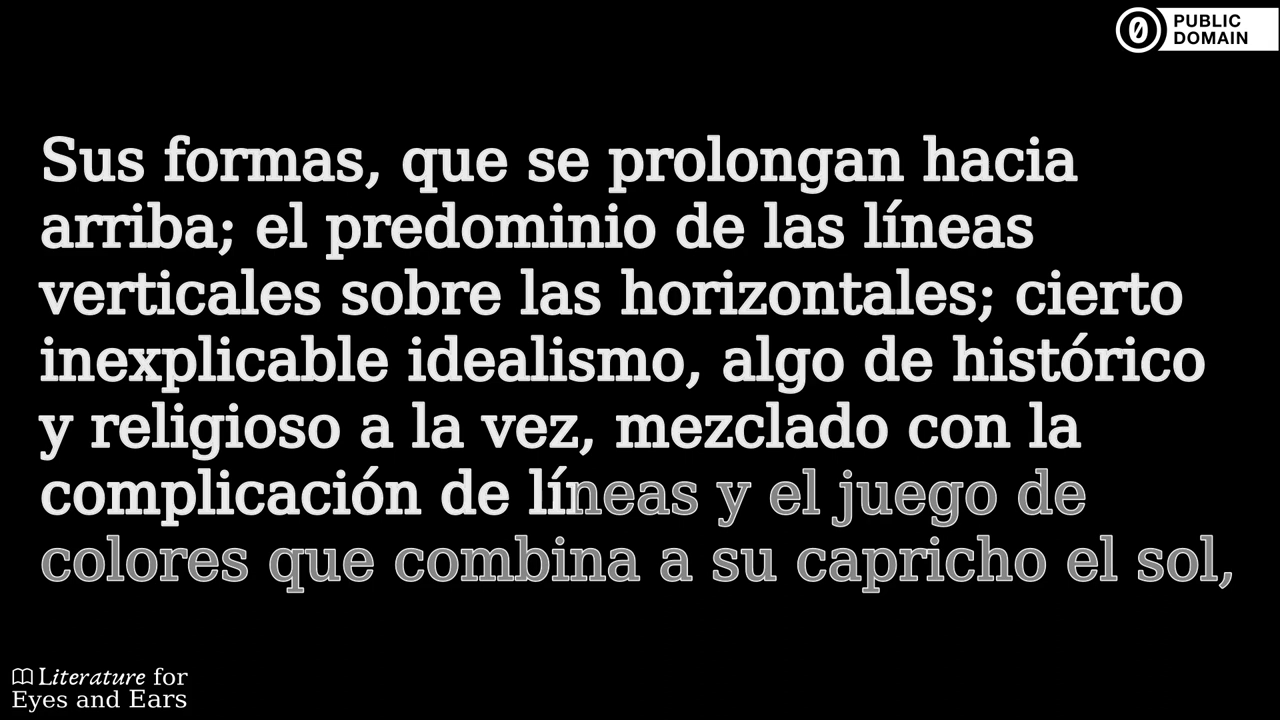 PUBLIC
DOMAIN
Sus formas, que se prolongan hacia
arriba; el predominio de las líneas
verticales sobre las horizontales; cierto
inexplicable idealismo, algo de histórico
y religioso a la vez, mezclado con la
complicación de líneas y el juego de
colores que combina a su capricho el sol,
Literature for
Eyes and Ears